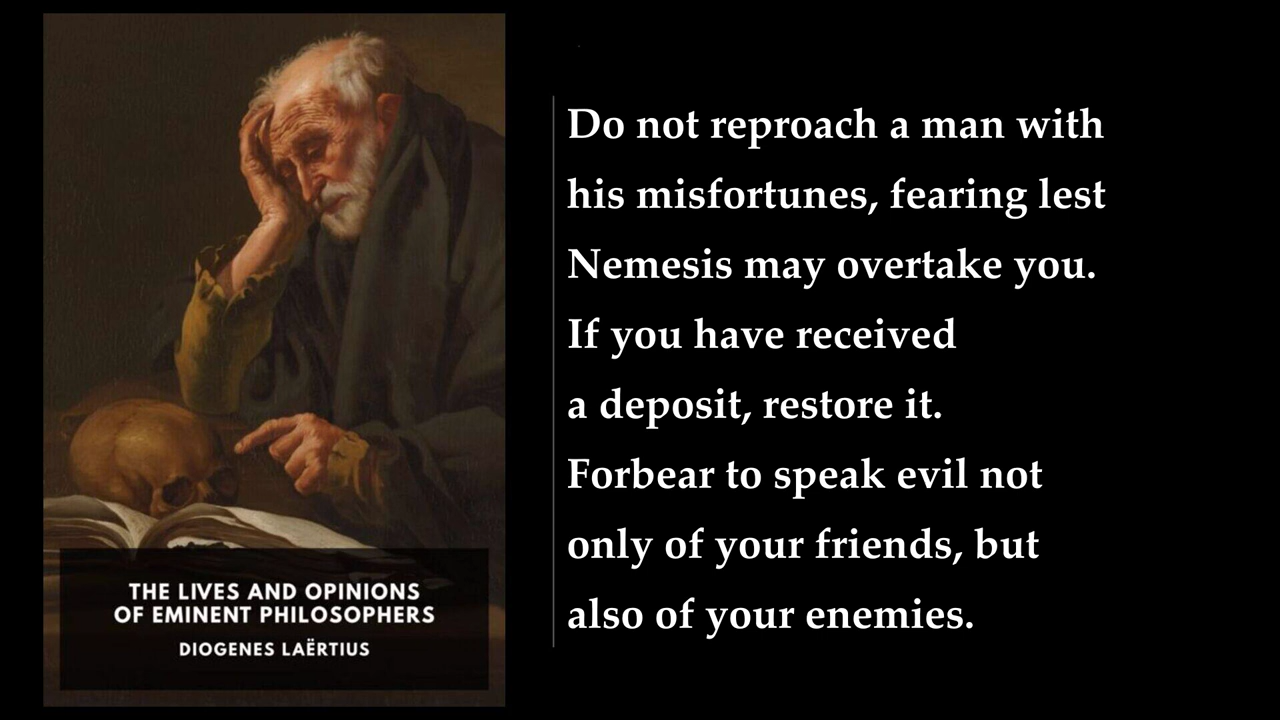 THE LIVES AND OPINIONS
OF EMINENT PHILOSOPHERS
DIOGENES LAËRTIUS
Do not reproach a man with
his misfortunes, fearing lest
Nemesis may overtake you.
If you have received
a deposit, restore it.
Forbear to speak evil not
only of your friends, but
also of your enemies.